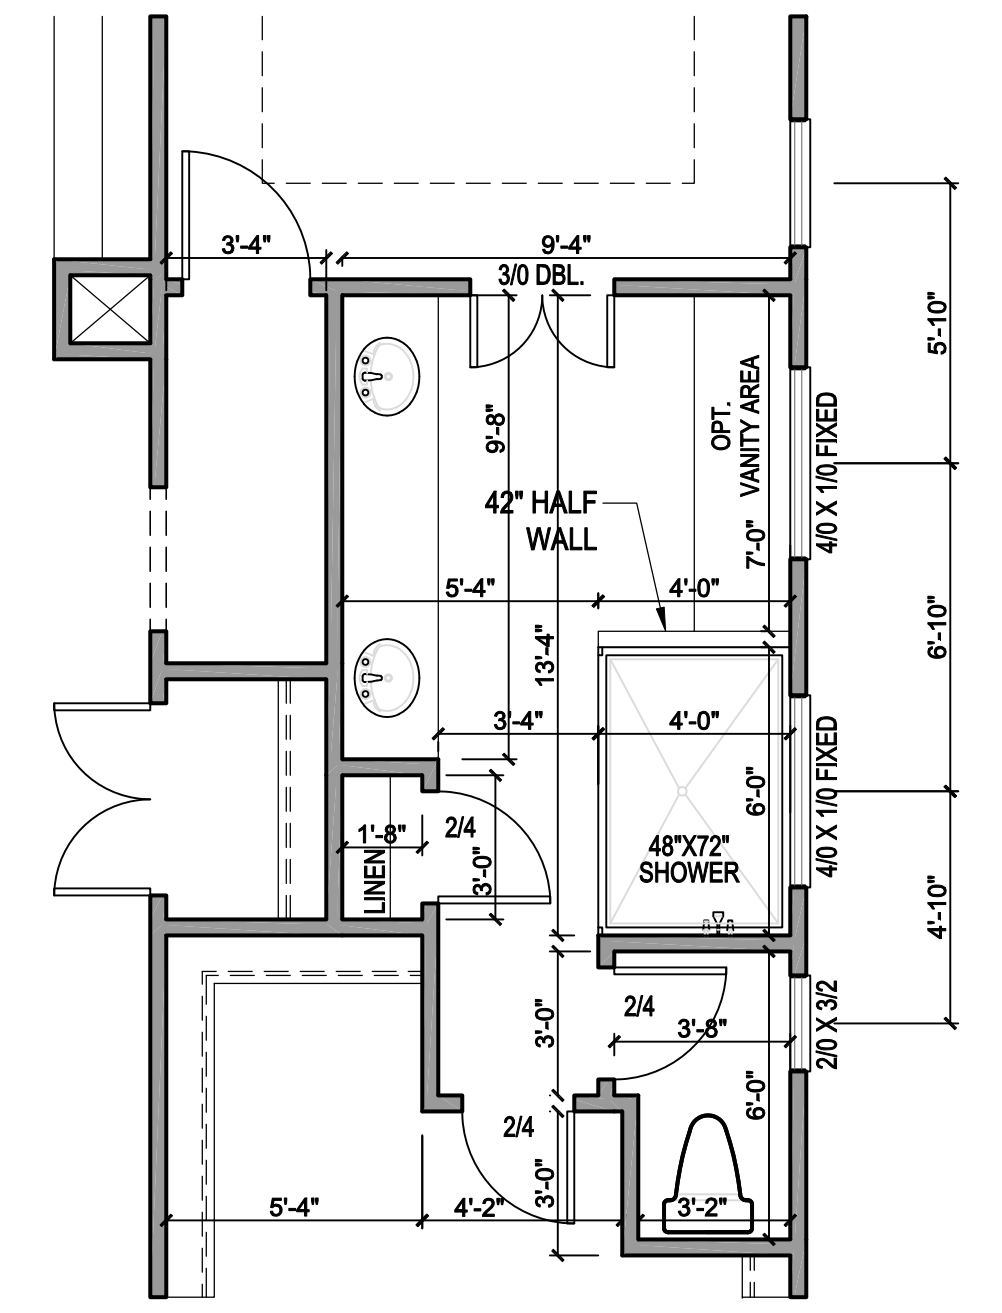 3'-4"
9'-4"
3/0 DBL.
5'-10"
9'-8"
OPT.
VANITY AREA
4/0 X 1/0 FIXED
42" HALF
WALL
7'-0"
5'-4"
4'-0"
6'-10"
13'-4"
3'-4"
4'-0"
6'-0"
4/0 X 1/0 FIXED
1'-8"
2/4
LINEN
3'-0"
48"X72"
SHOWER
4'-10"
2/4
3'-0"
3'-8"
2/0 X 3/2
6'-0"
2/4
3'-0"
5'-4"
4'-2"
3'-2"